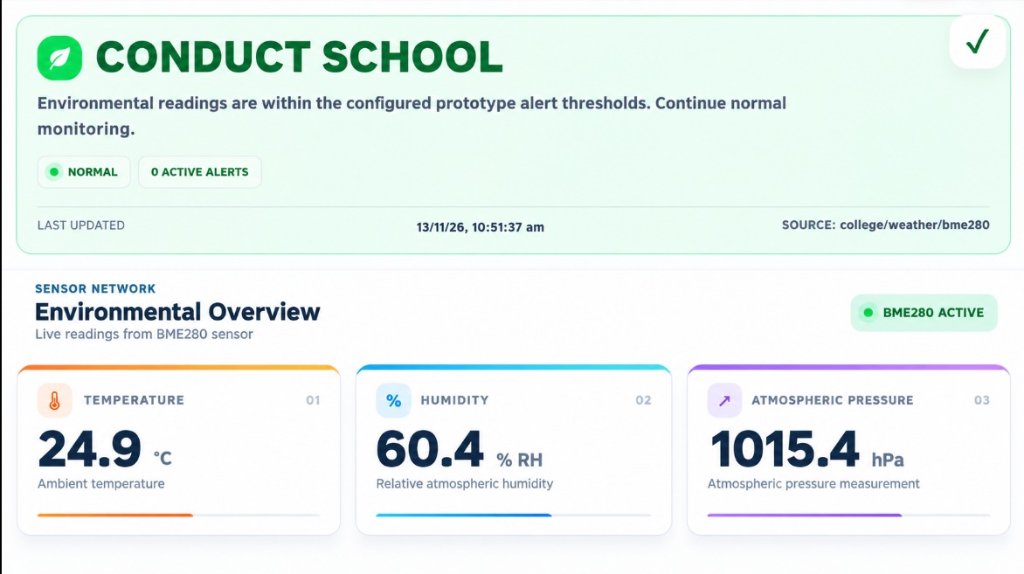 CONDUCT SCHOOL
✓
Environmental readings are within the configured prototype alert thresholds. Continue normal
monitoring.
NORMAL
0 ACTIVE ALERTS
LAST UPDATED
13/11/26, 10:51:37 am
SOURCE: college/weather/bme280
SENSOR NETWORK
Environmental Overview
Live readings from BME280 sensor
BME280 ACTIVE
TEMPERATURE
01
24.9 °C
Ambient temperature
% HUMIDITY
02
60.4 % RH
Relative atmospheric humidity
↗ ATMOSPHERIC PRESSURE
03
1015.4 hPa
Atmospheric pressure measurement